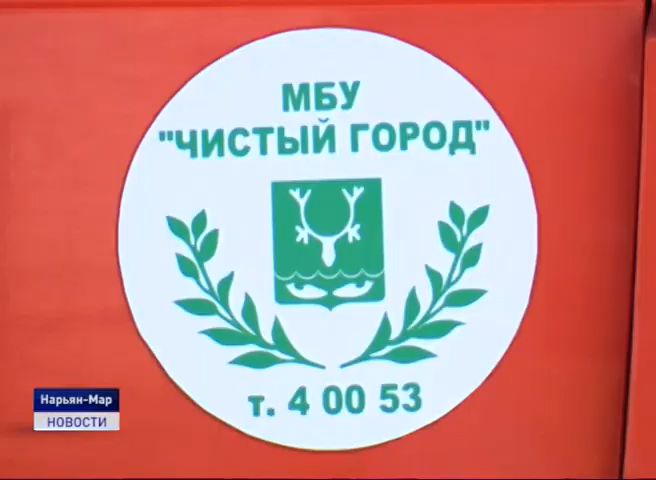 МБУ
"ЧИСТЫЙ ГОРОД"
т. 4 00 53
Нарьян-Мар
НОВОСТИ